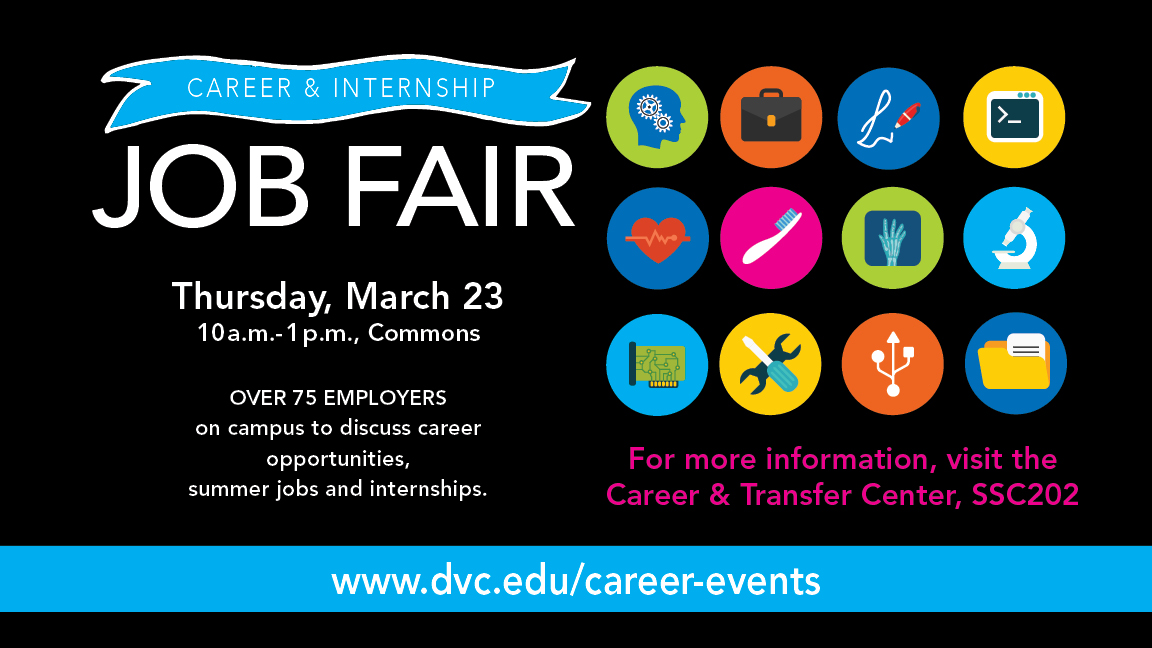 CAREER & INTERNSHIP
JOB FAIR
Thursday, March 23
10a.m.-1p.m., Commons
OVER 75 EMPLOYERS
on campus to discuss career
opportunities,
summer jobs and internships.
For more information, visit the
Career & Transfer Center, SSC202
www.dvc.edu/career-events